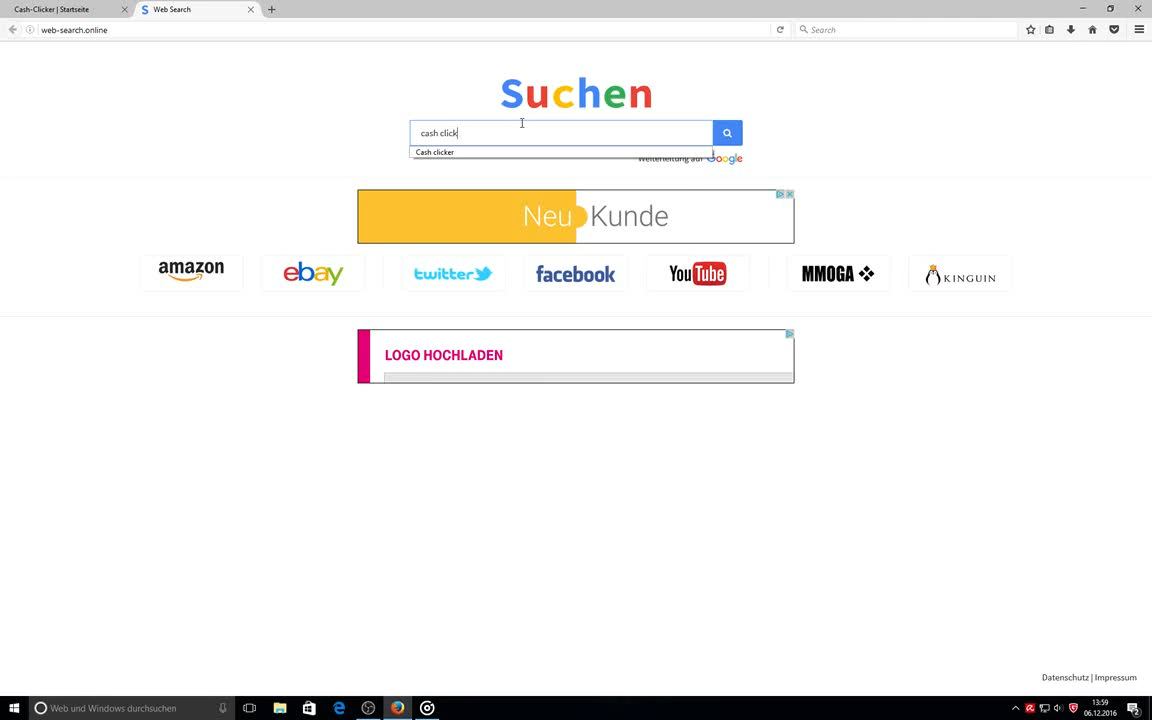 Cash-Clicker | Startseite
Web Search
web-search.online
Search
Suchen
cash click
Cash clicker
Weiterleitung auf Google
Neu Kunde
amazon
ebay
twitter
facebook
YouTube
MMOGA
KINGUIN
LOGO HOCHLADEN
Datenschutz | Impressum
Web und Windows durchsuchen
13:59
06.12.2016
2